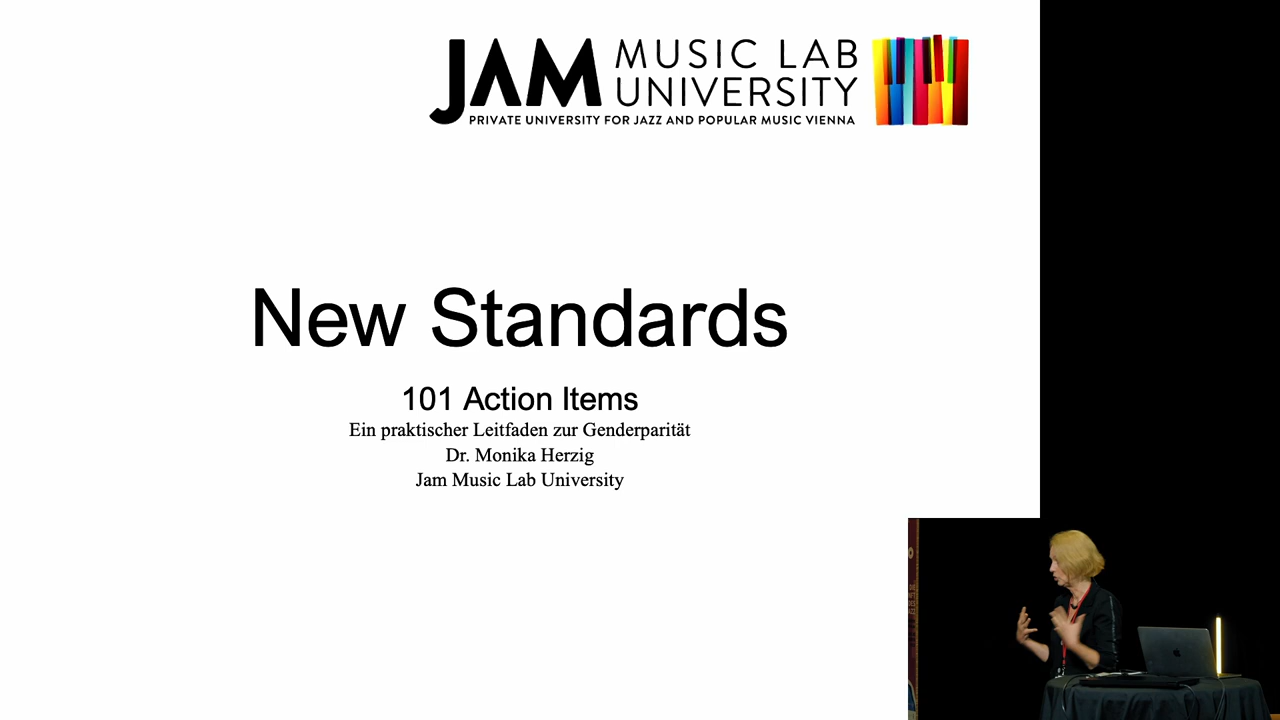 JAM MUSIC LAB
UNIVERSITY
PRIVATE UNIVERSITY FOR JAZZ AND POPULAR MUSIC VIENNA
New Standards
101 Action Items
Ein praktischer Leitfaden zur Genderparität
Dr. Monika Herzig
Jam Music Lab University